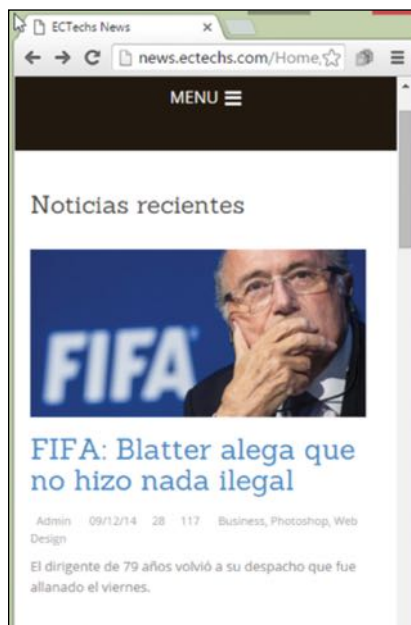 ECTechs News
news.ectechs.com/Home,
MENU
Noticias recientes
FIFA
FIFA: Blatter alega que
no hizo nada ilegal
Admin 09/12/14 28 117 Business, Photoshop, Web
Design
El dirigente de 79 años volvió a su despacho que fue
allanado el viernes.